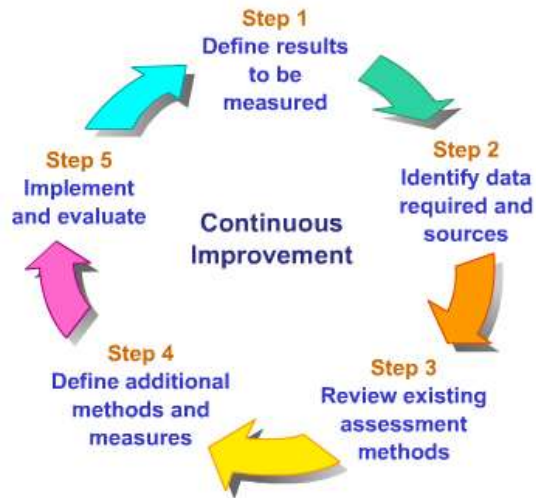 Step 1
Define results
to be
measured
Step 2
Identify data
required and
sources
Step 3
Review existing
assessment
methods
Step 4
Define additional
methods and
measures
Step 5
Implement
and evaluate
Continuous
Improvement